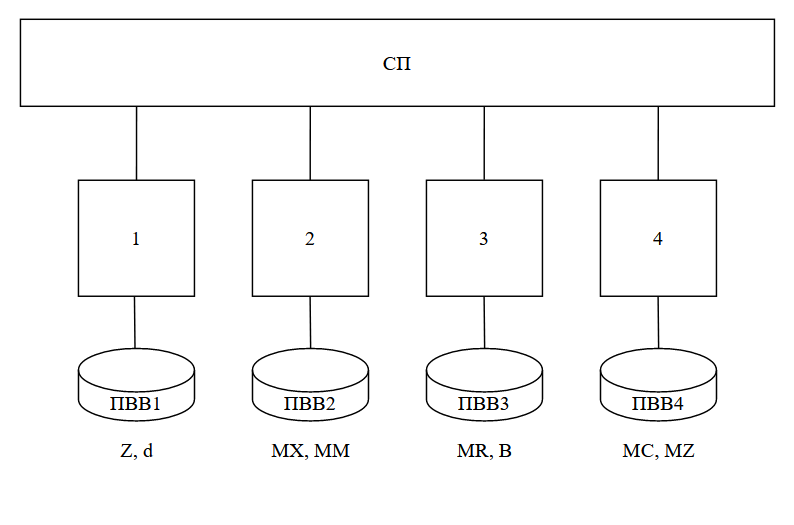 СП
1 2 3 4
ПВВ1 ПВВ2 ПВВ3 ПВВ4
Z, d MX, MM MR, B MC, MZ